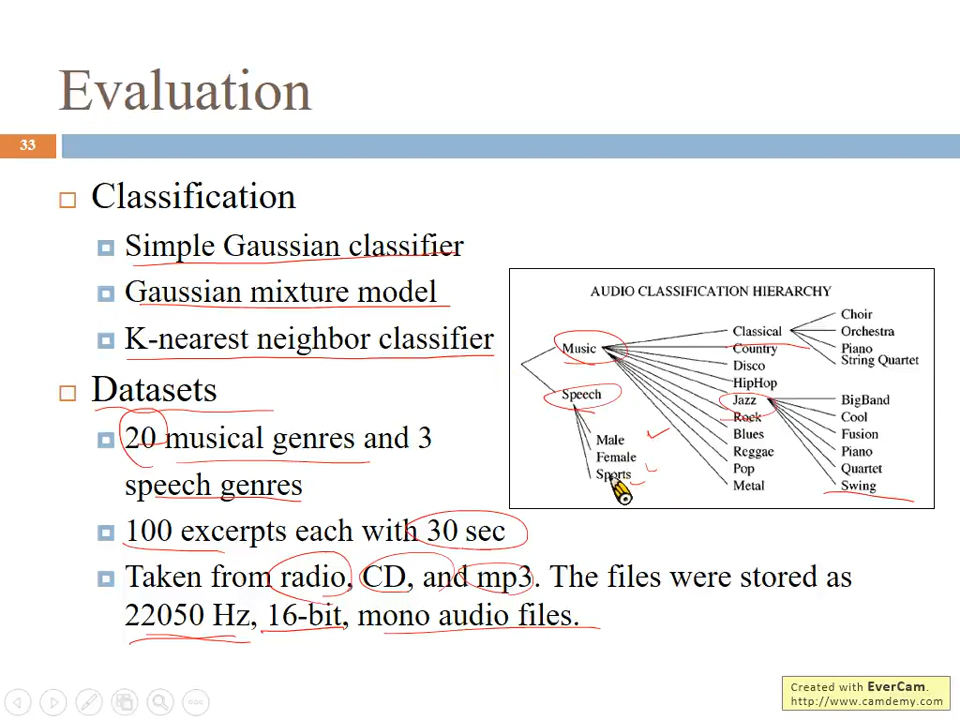 Evaluation
33
Classification
Simple Gaussian classifier
Gaussian mixture model
K-nearest neighbor classifier
Datasets
20 musical genres and 3
speech genres
100 excerpts each with 30 sec
Taken from radio, CD, and mp3. The files were stored as
22050 Hz, 16-bit, mono audio files.
AUDIO CLASSIFICATION HIERARCHY
Music
Speech
Male
Female
Sports
Classical
Country
Disco
HipHop
Jazz
Rock
Blues
Reggae
Pop
Metal
Choir
Orchestra
Piano
String Quartet
BigBand
Cool
Fusion
Piano
Quartet
Swing
Created with EverCam.
http://www.camdemy.com